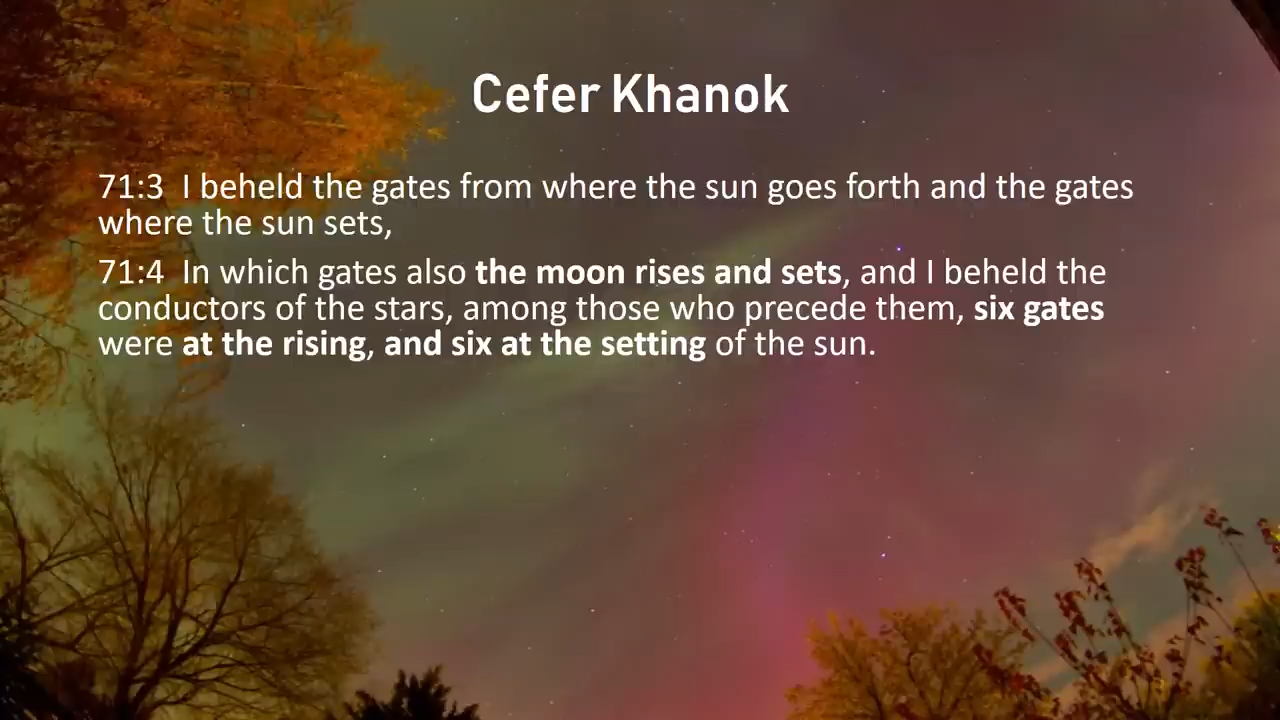 Cefer Khanok
71:3  I beheld the gates from where the sun goes forth and the gates
where the sun sets,
71:4  In which gates also the moon rises and sets, and I beheld the
conductors of the stars, among those who precede them, six gates
were at the rising, and six at the setting of the sun.